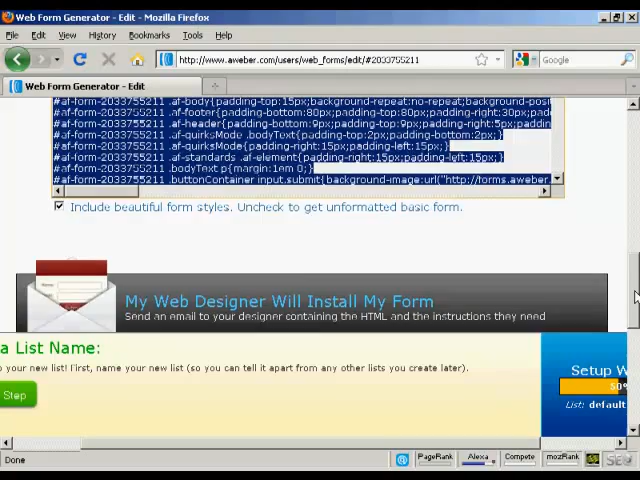 Web Form Generator - Edit - Mozilla Firefox
File Edit View History Bookmarks Tools Help
http://www.aweber.com/users/web_forms/edit/#2033755211
Google
Web Form Generator - Edit
#af-form-2033755211 .af-body{padding-top:15px;background-repeat:no-repeat;background-posi
#af-form-2033755211 .af-footer{padding-bottom:80px;padding-top:80px;padding-right:30px;pad
#af-form-2033755211 .af-header{padding-bottom:9px;padding-top:9px;padding-right:5px;paddin
#af-form-2033755211 .af-quirksMode .bodyText{padding-top:2px;padding-bottom:2px;}
#af-form-2033755211 .af-quirksMode{padding-right:15px;padding-left:15px;}
#af-form-2033755211 .af-standards .af-element{padding-right:15px;padding-left:15px;}
#af-form-2033755211 .bodyText p{margin:1em 0;}
#af-form-2033755211 .buttonContainer input.submit{background-image:url("http://forms.aweber.
Include beautiful form styles. Uncheck to get unformatted basic form.
My Web Designer Will Install My Form
Send an email to your designer containing the HTML and the instructions they need
a List Name:
o your new list! First, name your new list (so you can tell it apart from any other lists you create later).
Step
Setup W
50%
List: default
Done
PageRank Alexa Compete mozRank